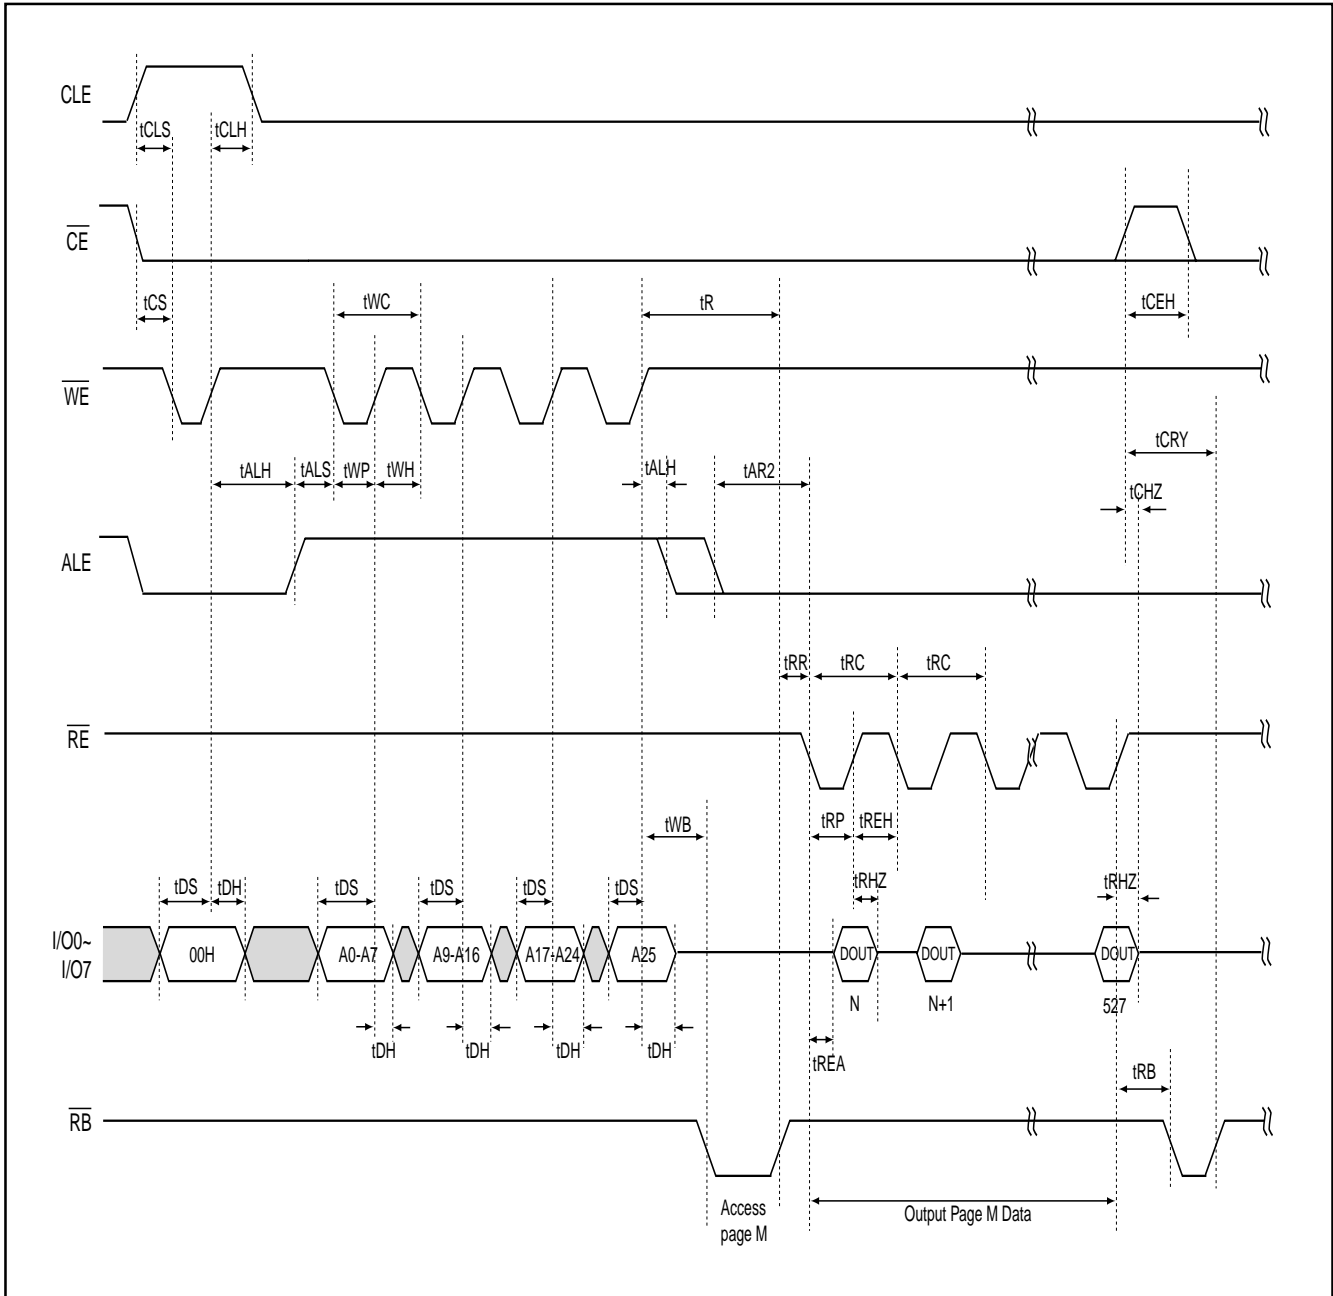 CLE
tCLS tCLH
CE
tCS tWC tR tCEH
WE
tCRY
tALH tALS tWP tWH tALH tAR2
tCHZ
ALE
tRR tRC tRC
RE
tWB tRP tREH
tDS tDH tDS tDS tDS tDS tRHZ tRHZ
I/O0~
I/O7
00H A0-A7 A9-A16 A17-A24 A25 DOUT DOUT DOUT
N N+1 527
tDH tDH tDH tDH tREA
tRB
RB
Access
page M
Output Page M Data